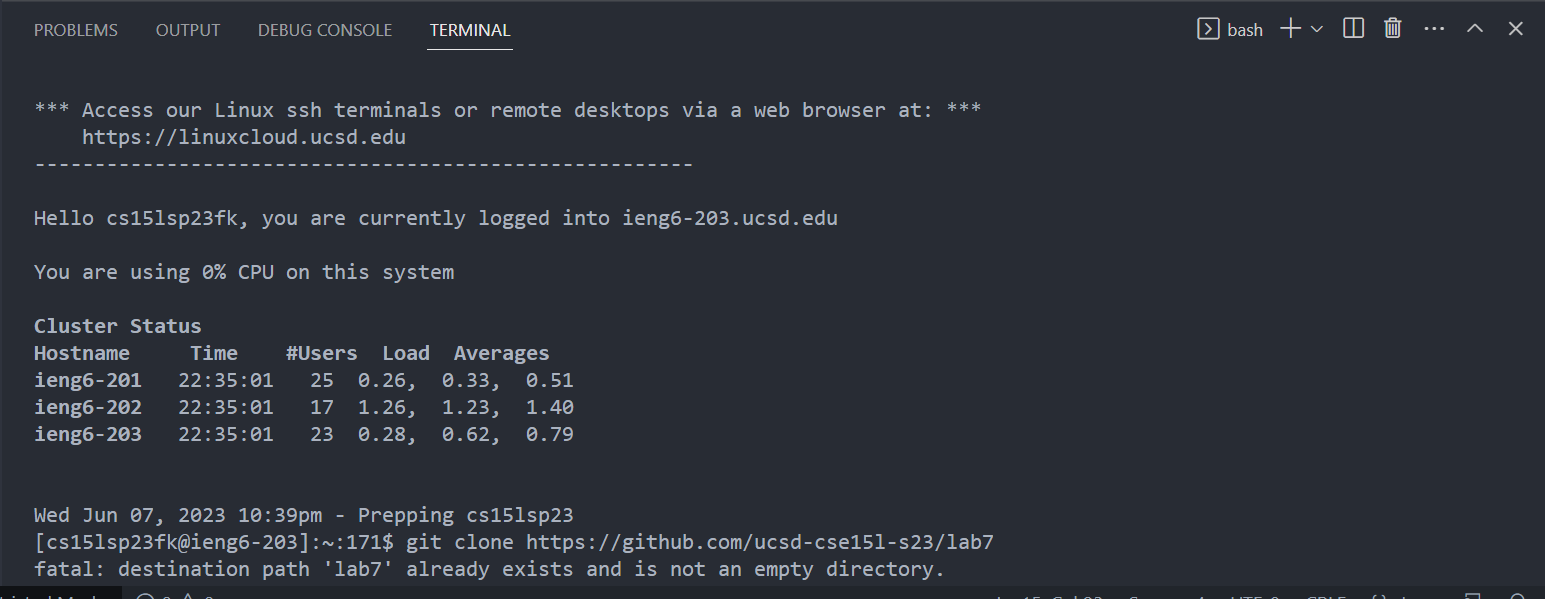 PROBLEMS OUTPUT DEBUG CONSOLE TERMINAL bash
*** Access our Linux ssh terminals or remote desktops via a web browser at: ***
https://linuxcloud.ucsd.edu
-------------------------------------------------------
Hello cs15lsp23fk, you are currently logged into ieng6-203.ucsd.edu
You are using 0% CPU on this system
Cluster Status
Hostname Time #Users Load Averages
ieng6-201 22:35:01 25 0.26, 0.33, 0.51
ieng6-202 22:35:01 17 1.26, 1.23, 1.40
ieng6-203 22:35:01 23 0.28, 0.62, 0.79
Wed Jun 07, 2023 10:39pm - Prepping cs15lsp23
[cs15lsp23fk@ieng6-203]:~:171$ git clone https://github.com/ucsd-cse15l-s23/lab7
fatal: destination path 'lab7' already exists and is not an empty directory.